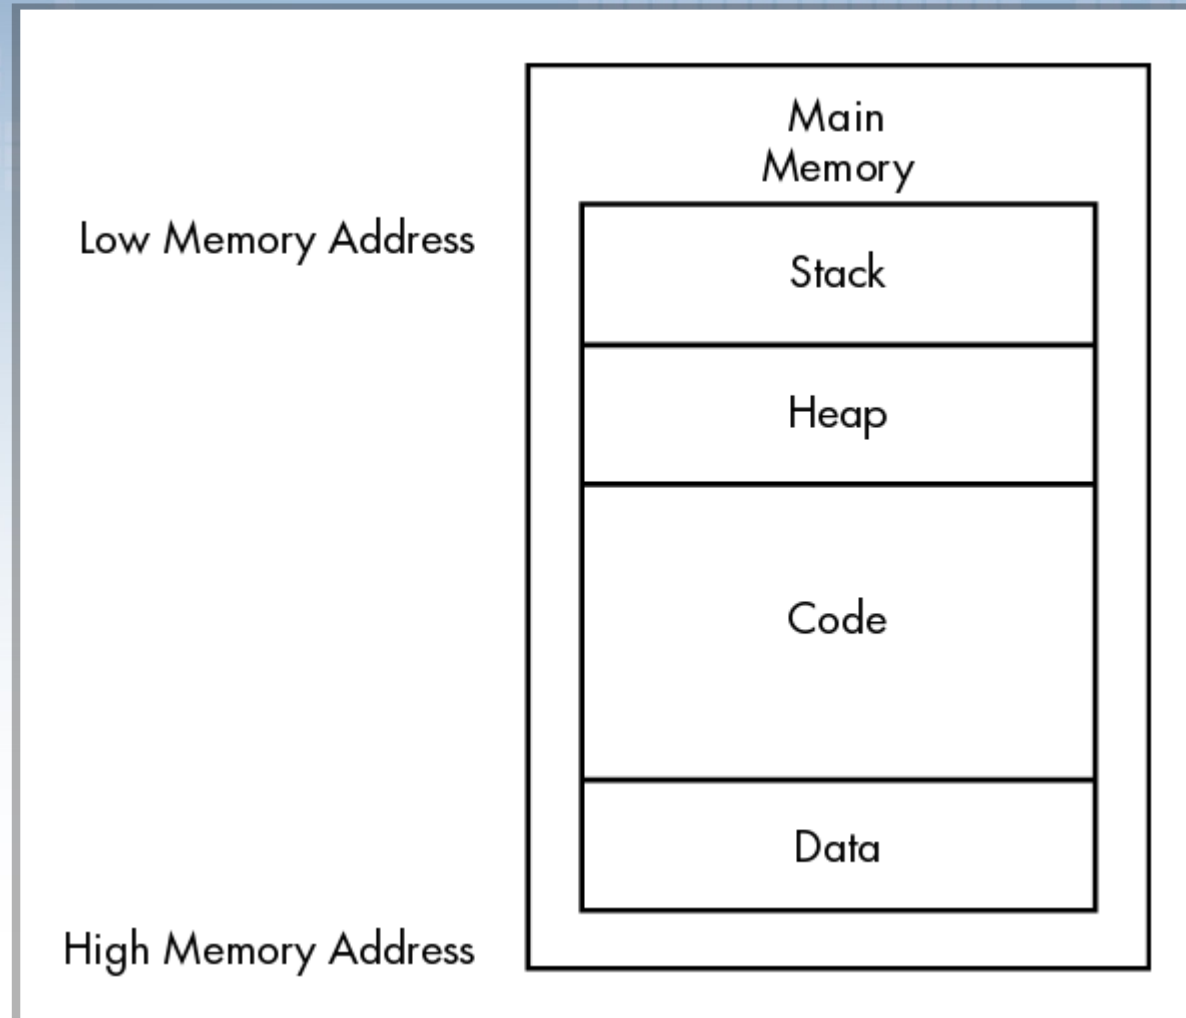 Main
Memory
Low Memory Address
Stack
Heap
Code
Data
High Memory Address